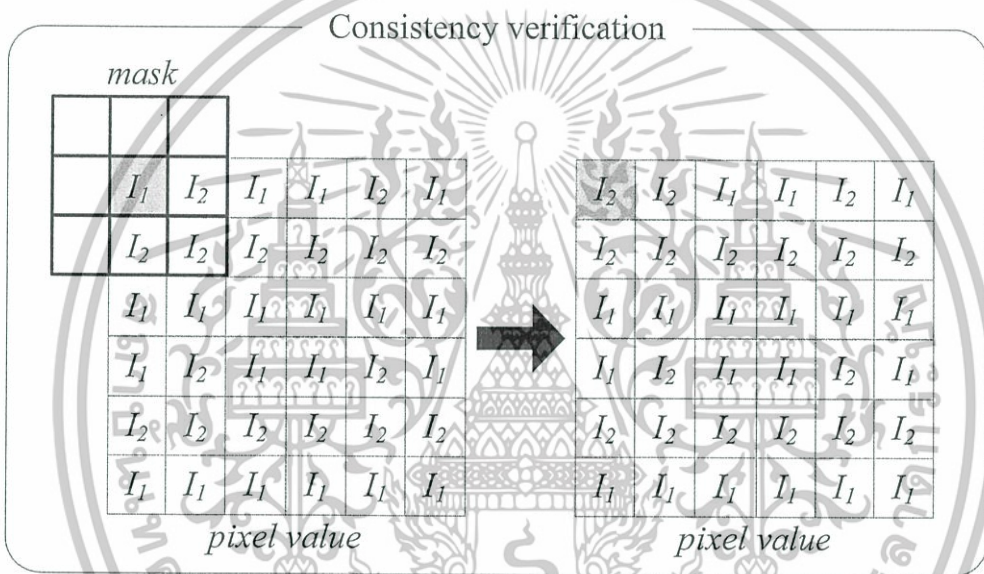 Consistency verification
mask
I₁ I₂ I₁ I₁ I₂ I₁
I₂ I₂ I₂ I₂ I₂ I₂
I₁ I₁ I₁ I₁ I₁ I₁
I₁ I₂ I₁ I₁ I₂ I₁
I₂ I₂ I₂ I₂ I₂ I₂
I₁ I₁ I₁ I₁ I₁ I₁
pixel value
I₂ I₂ I₁ I₁ I₂ I₁
I₂ I₂ I₂ I₂ I₂ I₂
I₁ I₁ I₁ I₁ I₁ I₁
I₁ I₂ I₁ I₁ I₂ I₁
I₂ I₂ I₂ I₂ I₂ I₂
I₁ I₁ I₁ I₁ I₁ I₁
pixel value